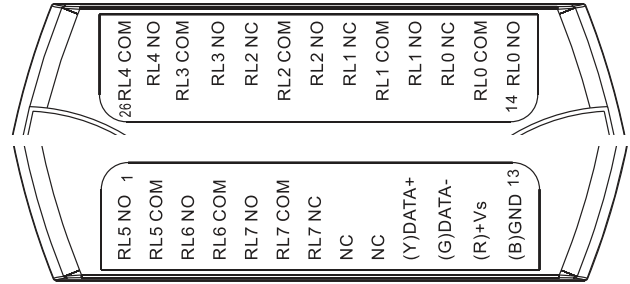 26 RL4 COM
RL4 NO
RL3 COM
RL3 NO
RL2 NC
RL2 COM
RL2 NO
RL1 NC
RL1 COM
RL1 NO
RL0 NC
RL0 COM
14 RL0 NO
RL5 NO 1
RL5 COM
RL6 NO
RL6 COM
RL7 NO
RL7 COM
RL7 NC
NC
NC
(Y)DATA+
(G)DATA-
(R)+Vs
(B)GND 13